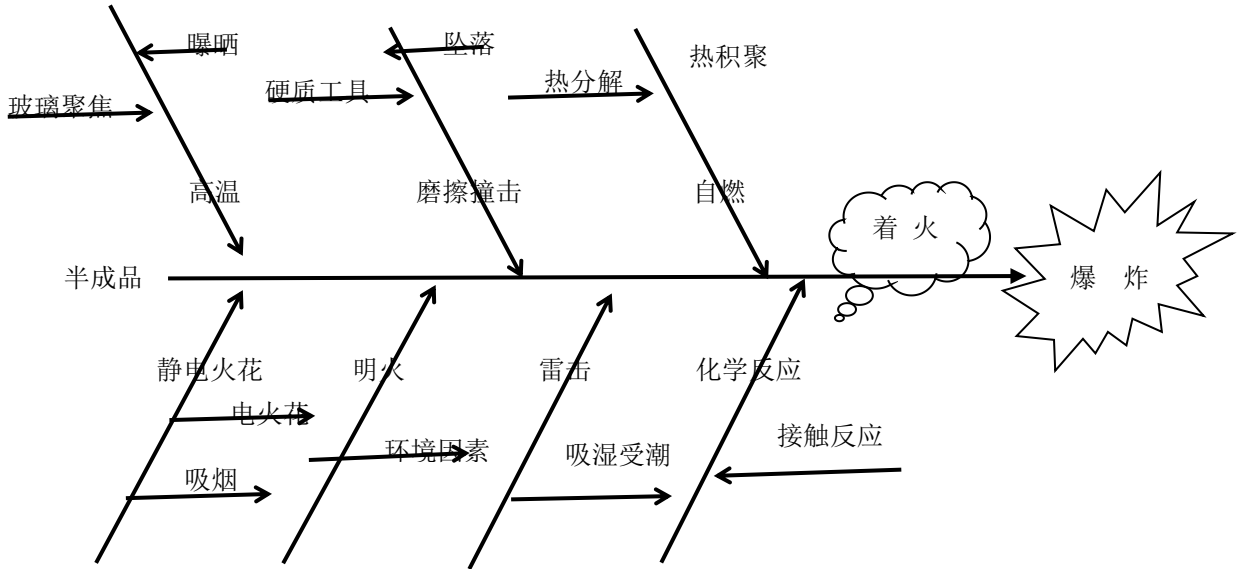 曝晒
坠落
热积聚
玻璃聚焦
硬质工具
热分解
高温
磨擦撞击
自燃
着 火
半成品
爆 炸
静电火花
明火
雷击
化学反应
电火花
环境因素
吸湿受潮
接触反应
吸烟